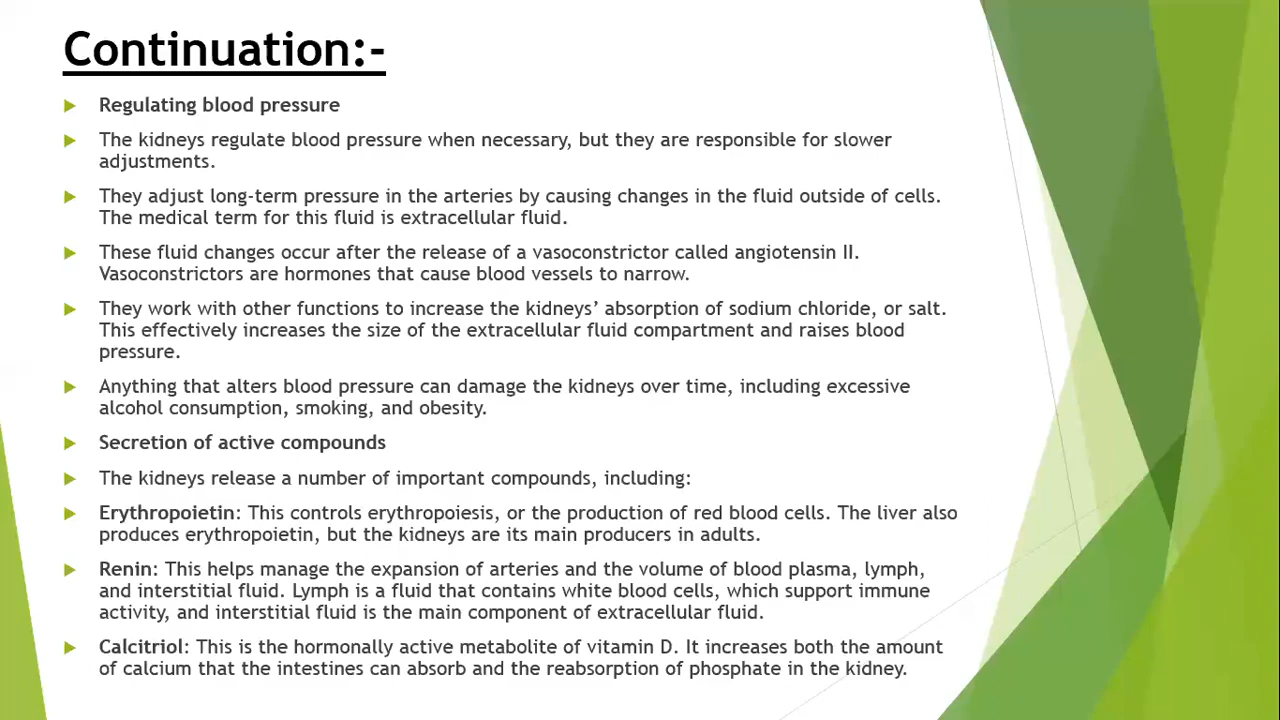 Continuation:-
Regulating blood pressure
The kidneys regulate blood pressure when necessary, but they are responsible for slower
adjustments.
They adjust long-term pressure in the arteries by causing changes in the fluid outside of cells.
The medical term for this fluid is extracellular fluid.
These fluid changes occur after the release of a vasoconstrictor called angiotensin II.
Vasoconstrictors are hormones that cause blood vessels to narrow.
They work with other functions to increase the kidneys’ absorption of sodium chloride, or salt.
This effectively increases the size of the extracellular fluid compartment and raises blood
pressure.
Anything that alters blood pressure can damage the kidneys over time, including excessive
alcohol consumption, smoking, and obesity.
Secretion of active compounds
The kidneys release a number of important compounds, including:
Erythropoietin: This controls erythropoiesis, or the production of red blood cells. The liver also
produces erythropoietin, but the kidneys are its main producers in adults.
Renin: This helps manage the expansion of arteries and the volume of blood plasma, lymph,
and interstitial fluid. Lymph is a fluid that contains white blood cells, which support immune
activity, and interstitial fluid is the main component of extracellular fluid.
Calcitriol: This is the hormonally active metabolite of vitamin D. It increases both the amount
of calcium that the intestines can absorb and the reabsorption of phosphate in the kidney.